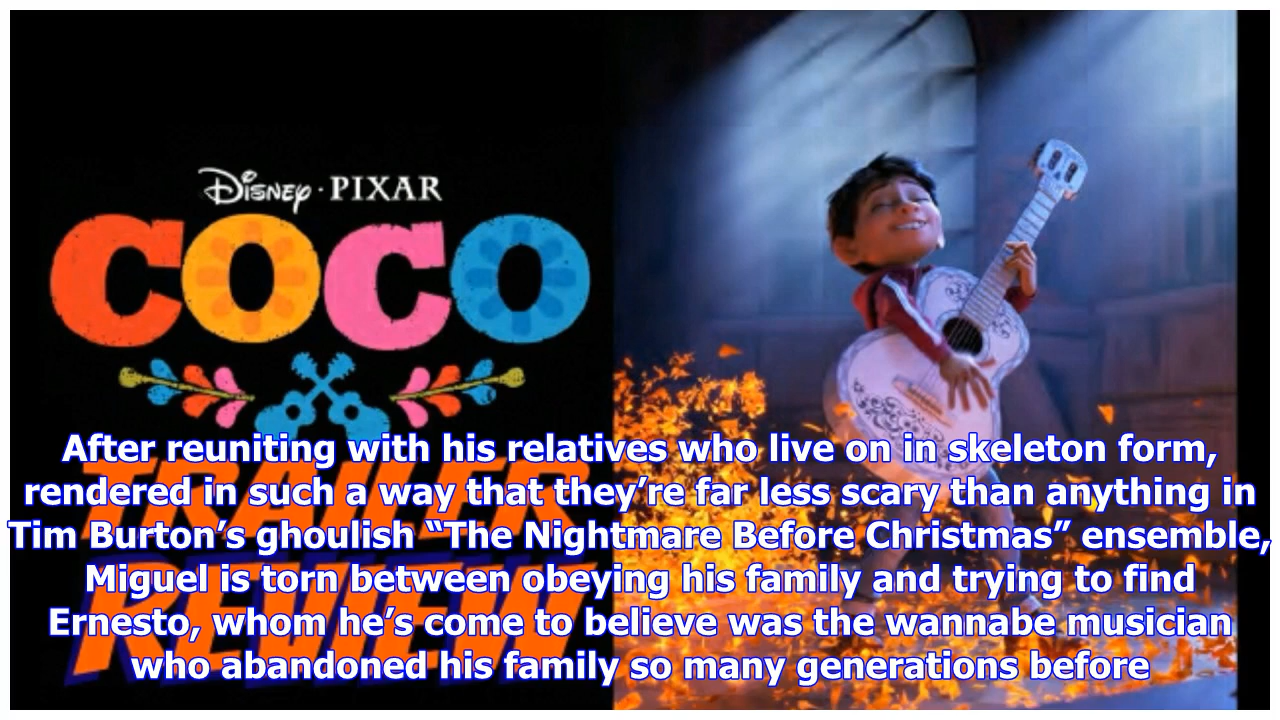 DISNEY · PIXAR
COCO
TRAILER
REVIEW
After reuniting with his relatives who live on in skeleton form,
rendered in such a way that they’re far less scary than anything in
Tim Burton’s ghoulish “The Nightmare Before Christmas” ensemble,
Miguel is torn between obeying his family and trying to find
Ernesto, whom he’s come to believe was the wannabe musician
who abandoned his family so many generations before